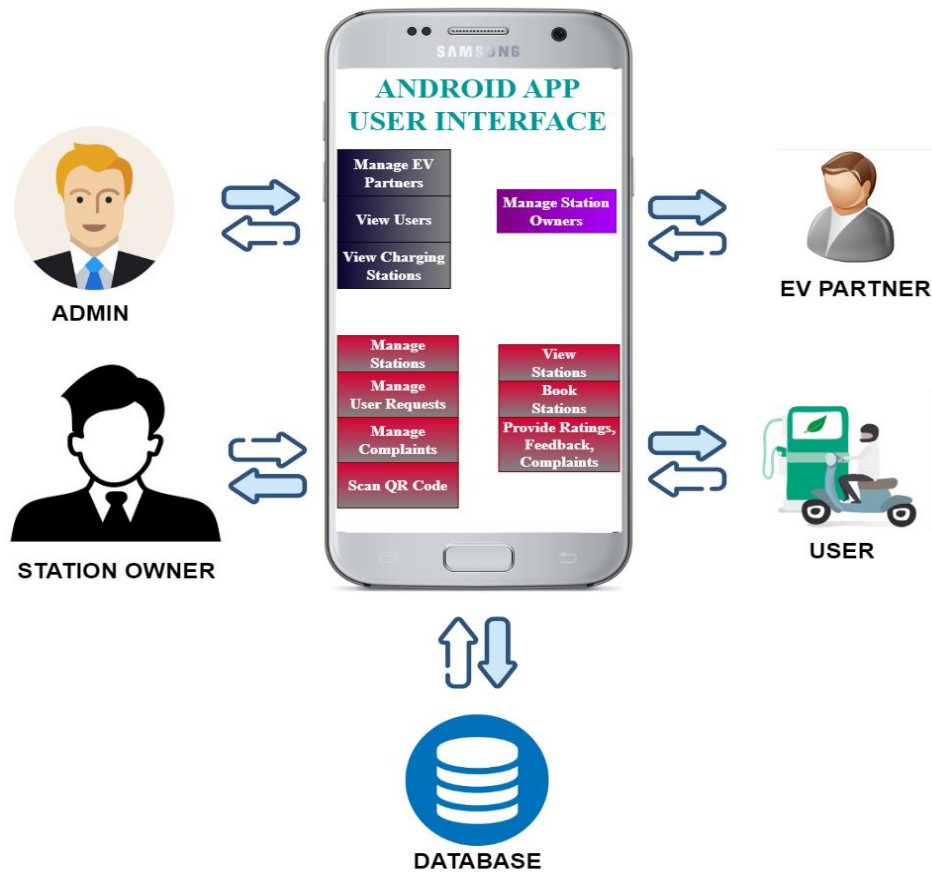 SAMSUNG
ANDROID APP
USER INTERFACE
Manage EV
Partners
View Users
View Charging
Stations
Manage Station
Owners
ADMIN
EV PARTNER
Manage
Stations
Manage
User Requests
Manage
Complaints
Scan QR Code
View
Stations
Book
Stations
Provide Ratings,
Feedback,
Complaints
STATION OWNER
USER
DATABASE